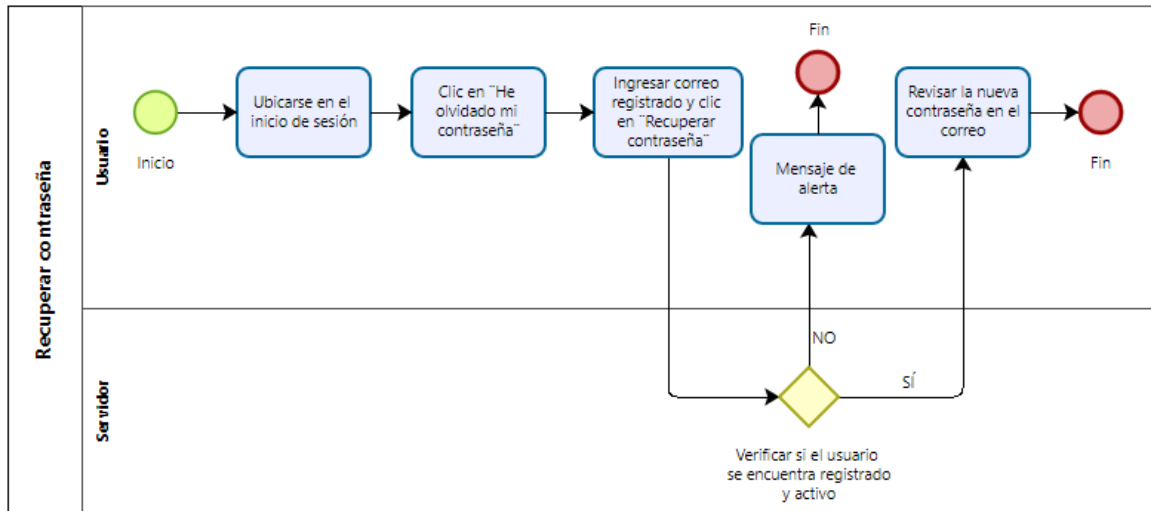 Recuperar contraseña
Usuario
Inicio
Ubicarse en el
inicio de sesión
Clic en ¨He
olvidado mi
contraseña¨
Ingresar correo
registrado y clic
en ¨Recuperar
contraseña¨
Fin
Mensaje de
alerta
Revisar la nueva
contraseña en el
correo
Fin
Servidor
NO
SÍ
Verificar si el usuario
se encuentra registrado
y activo